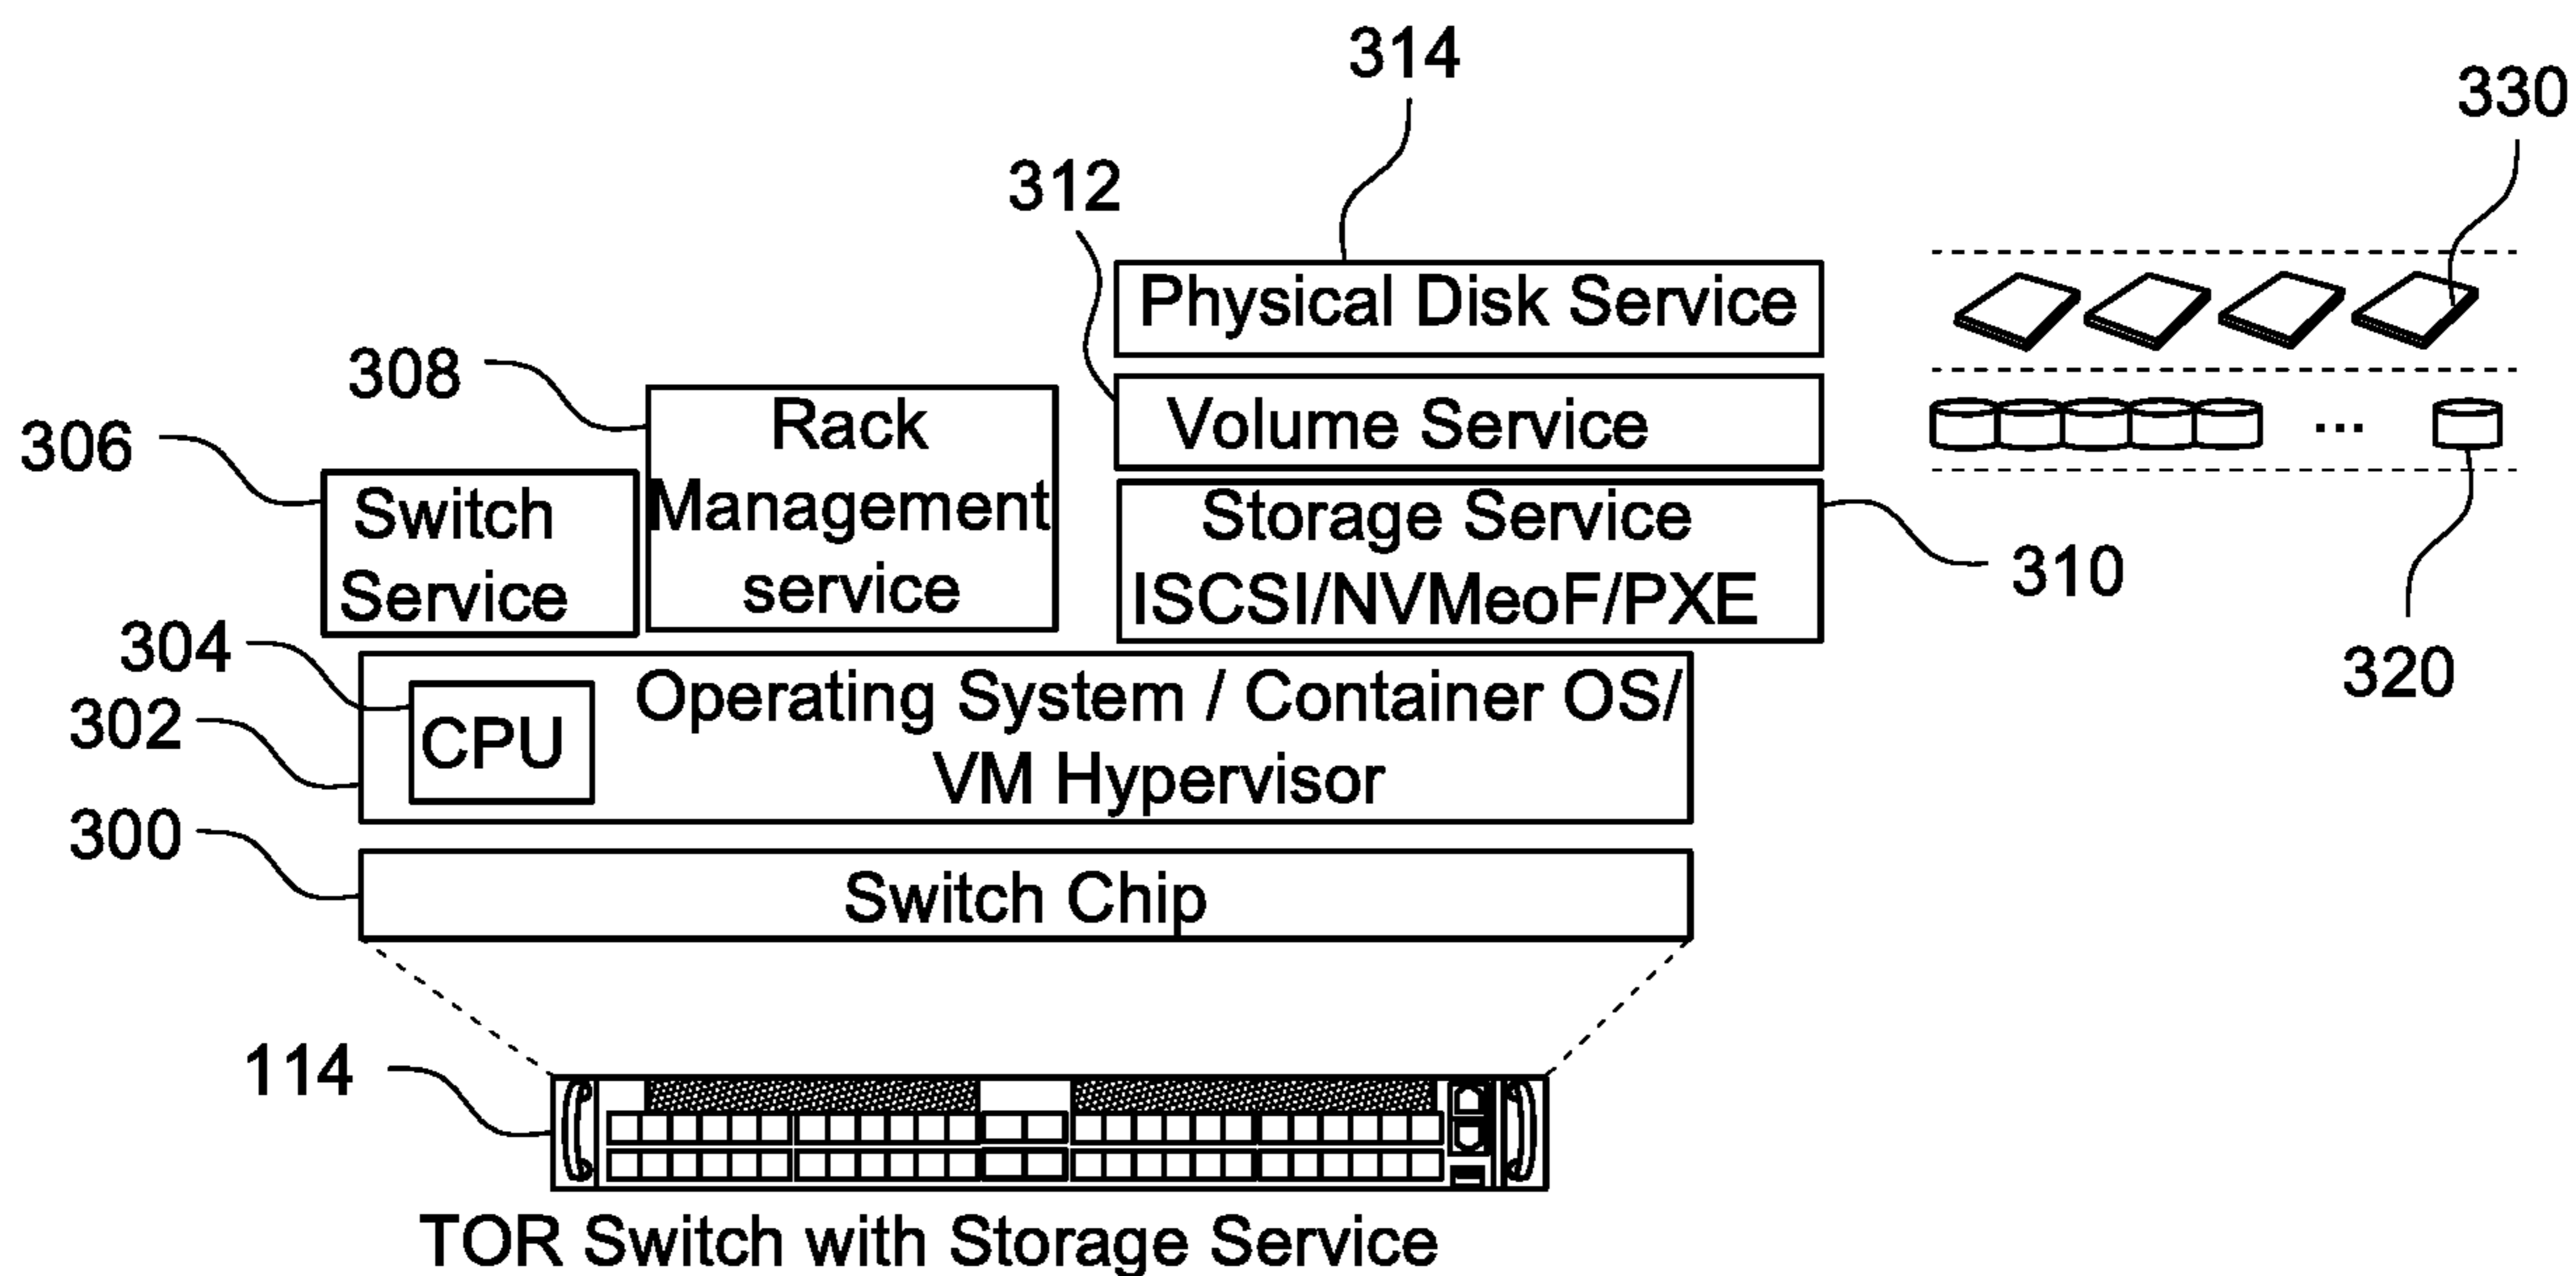 314
330
312
Physical Disk Service
308
Rack
Management
service
Volume Service
...
306
Switch
Service
Storage Service
ISCSI/NVMeoF/PXE
310
320
304
302
CPU
Operating System / Container OS/
VM Hypervisor
300
Switch Chip
114
TOR Switch with Storage Service